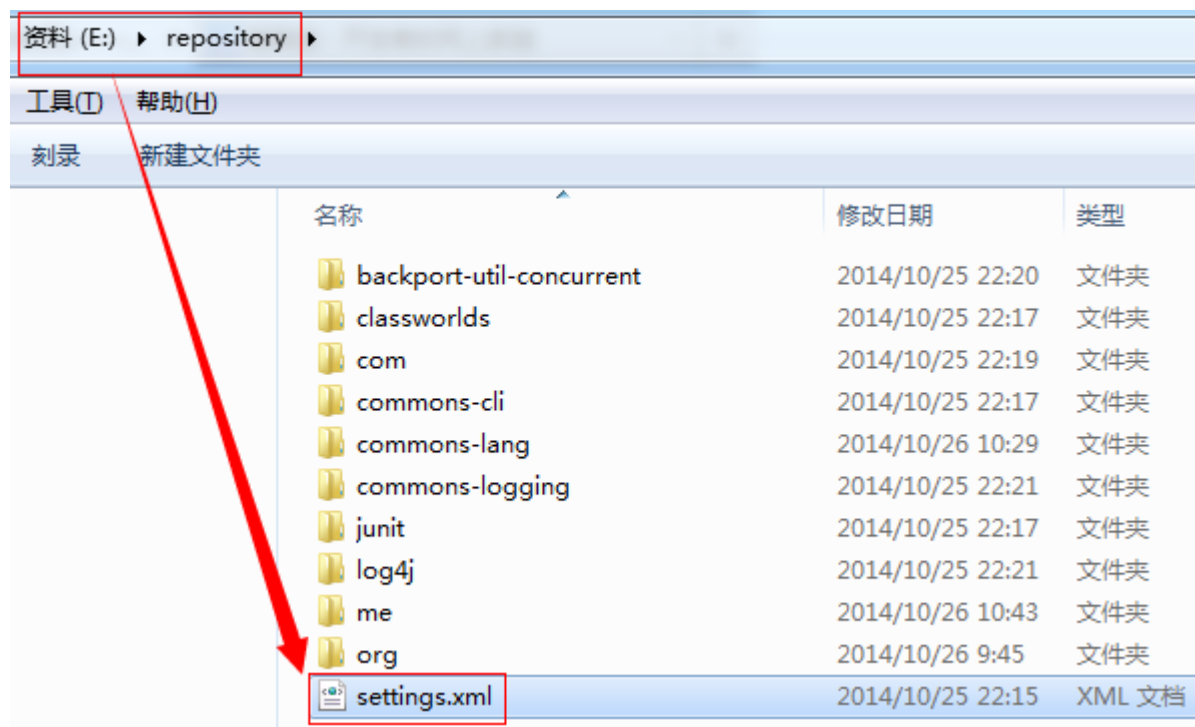 资料 (E:) ▸ repository ▸
工具(T) 帮助(H)
刻录 新建文件夹
名称 修改日期 类型
backport-util-concurrent 2014/10/25 22:20 文件夹
classworlds 2014/10/25 22:17 文件夹
com 2014/10/25 22:19 文件夹
commons-cli 2014/10/25 22:17 文件夹
commons-lang 2014/10/26 10:29 文件夹
commons-logging 2014/10/25 22:21 文件夹
junit 2014/10/25 22:17 文件夹
log4j 2014/10/25 22:21 文件夹
me 2014/10/26 10:43 文件夹
org 2014/10/26 9:45 文件夹
settings.xml 2014/10/25 22:15 XML 文档